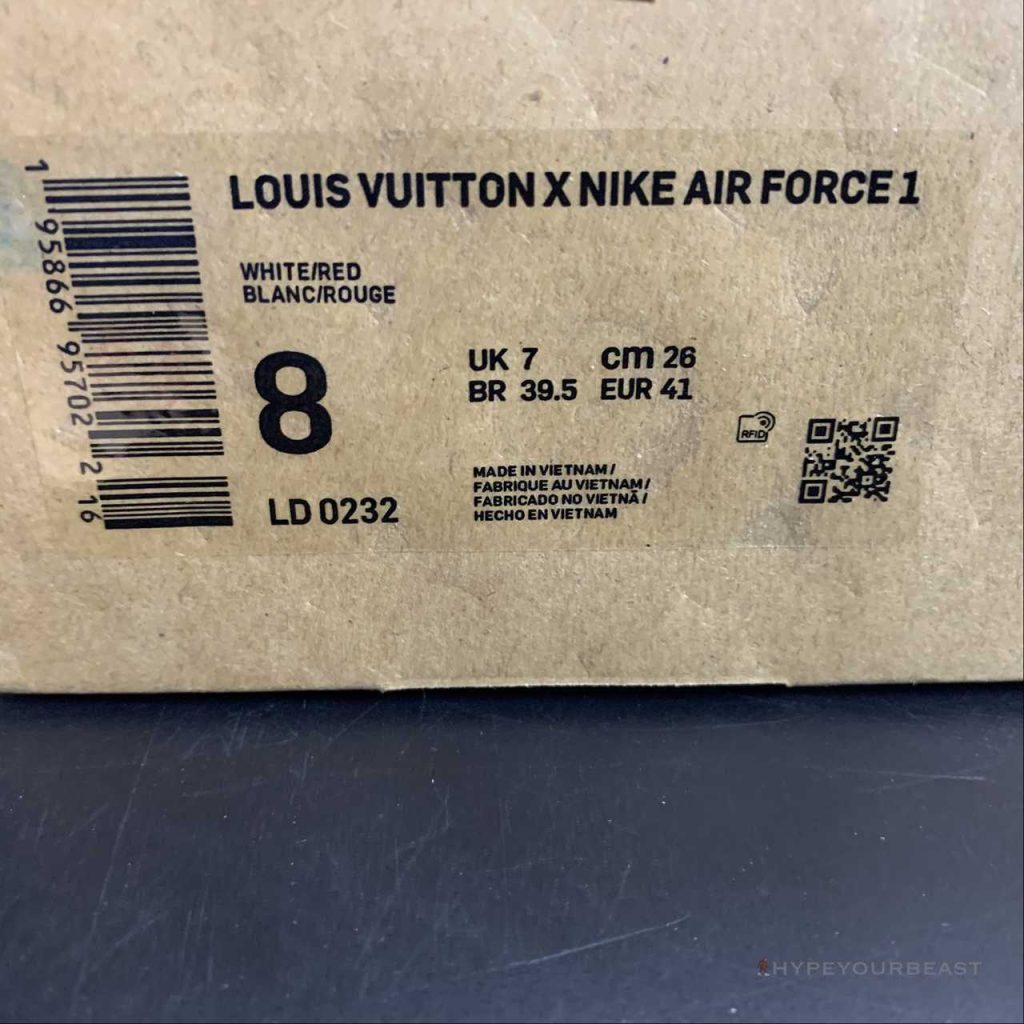 LOUIS VUITTON X NIKE AIR FORCE 1
WHITE/RED
BLANC/ROUGE
8
UK 7 cm 26
BR 39.5 EUR 41
RFID
MADE IN VIETNAM /
FABRIQUE AU VIETNAM /
FABRICADO NO VIETNÃ /
HECHO EN VIETNAM
LD 0232
1 95866 95702 2 16
HYPEYOURBEAST